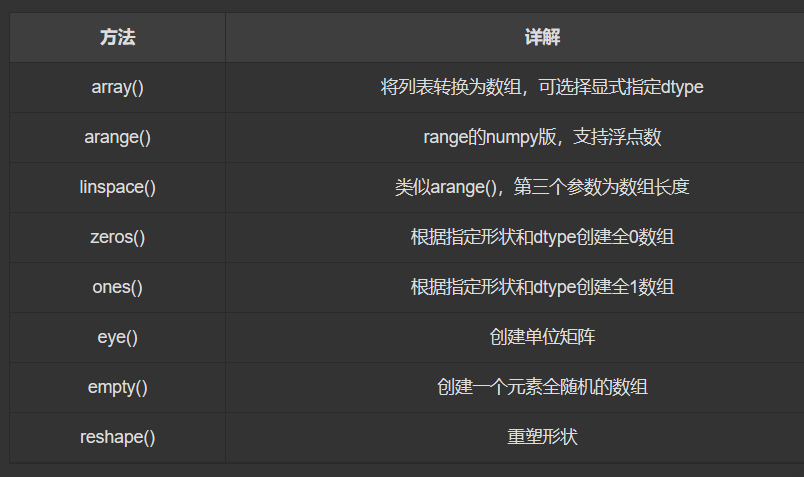 方法 详解
array() 将列表转换为数组，可选择显式指定dtype
arange() range的numpy版，支持浮点数
linspace() 类似arange()，第三个参数为数组长度
zeros() 根据指定形状和dtype创建全0数组
ones() 根据指定形状和dtype创建全1数组
eye() 创建单位矩阵
empty() 创建一个元素全随机的数组
reshape() 重塑形状